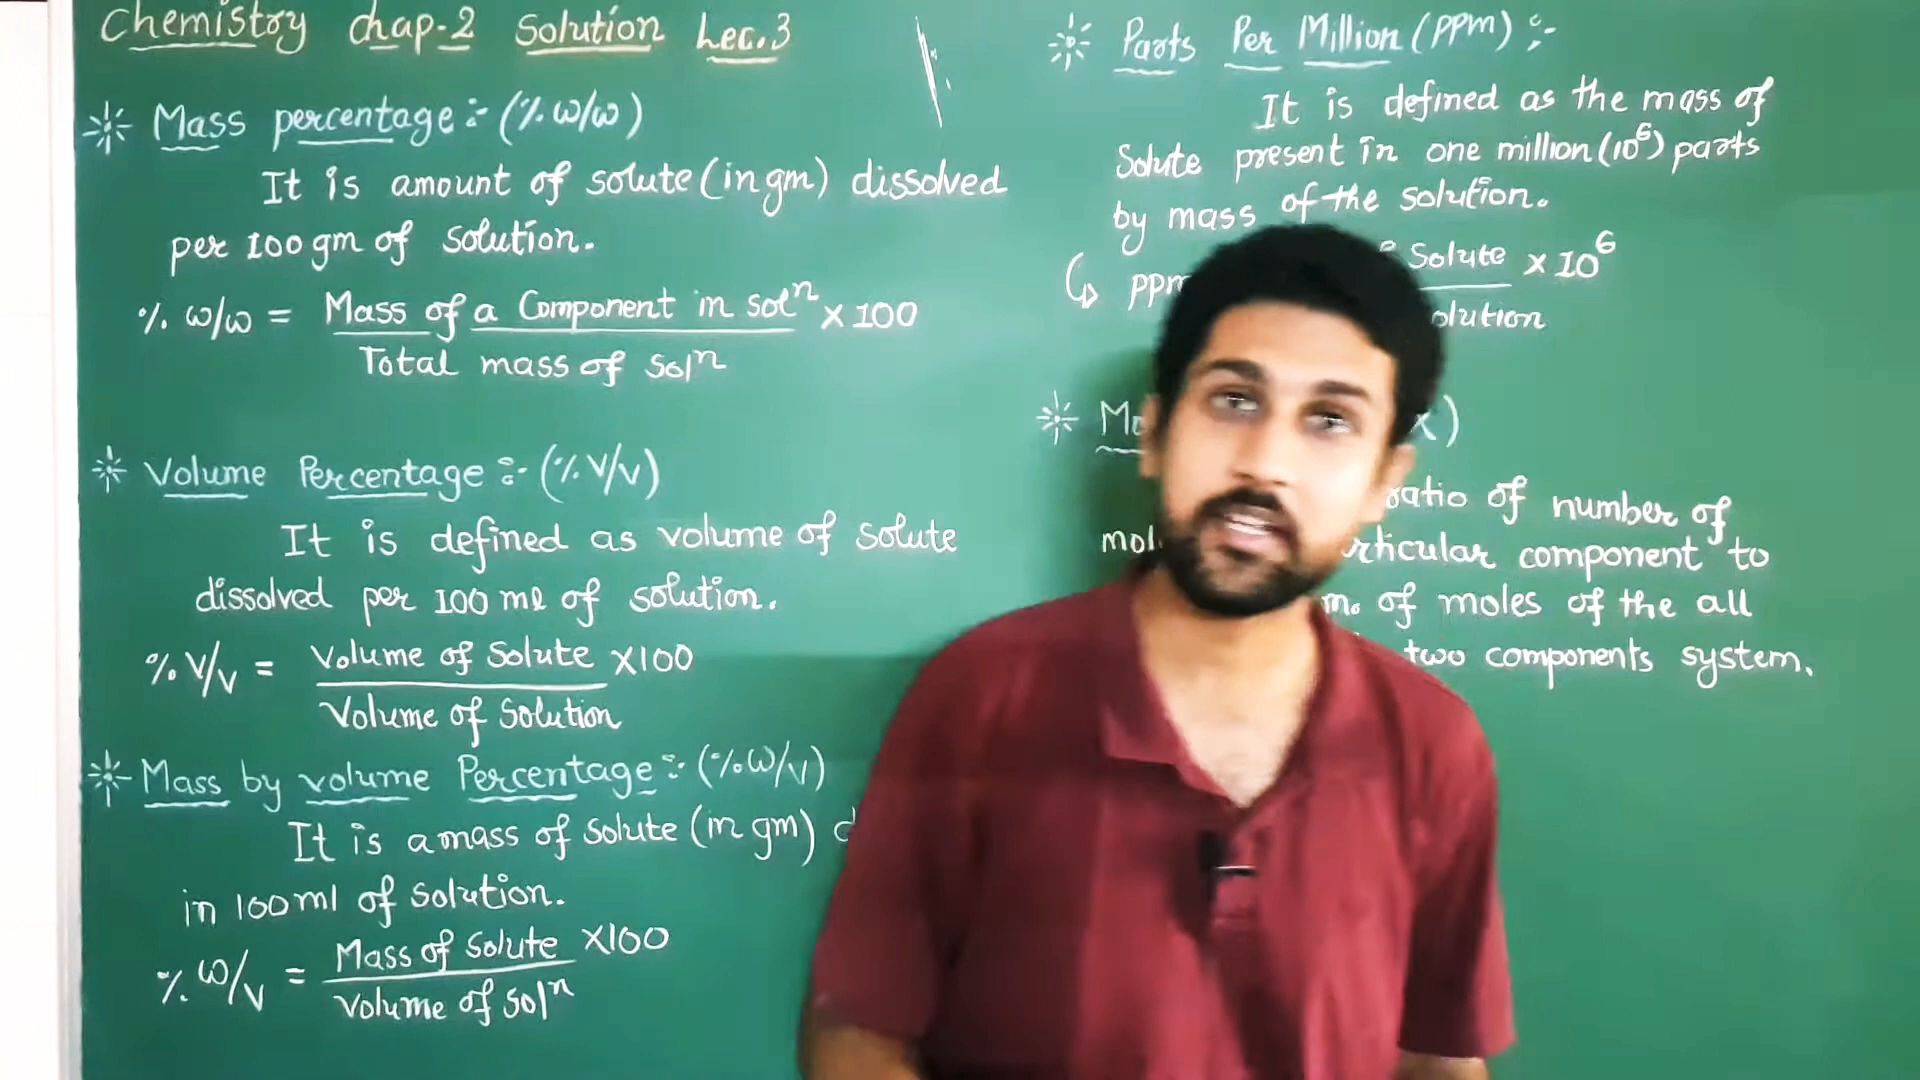 Chemistry chap-2 Solution Lec.3
Mass percentage :- (% w/w)
It is amount of solute (in gm) dissolved
per 100 gm of solution.
% w/w = Mass of a Component in solⁿ × 100
Total mass of solⁿ
Volume Percentage :- (% V/V)
It is defined as volume of solute
dissolved per 100 ml of solution.
% V/V = Volume of Solute ×100
Volume of Solution
Mass by volume Percentage :- (% W/V)
It is a mass of solute (in gm)
in 100 ml of solution.
% W/V = Mass of Solute ×100
Volume of Solⁿ
Parts Per Million (ppm) :-
It is defined as the mass of
Solute present in one million (10⁶) parts
by mass of the solution.
Solute × 10⁶
ratio of number of
component to
of moles of the all
two components system.